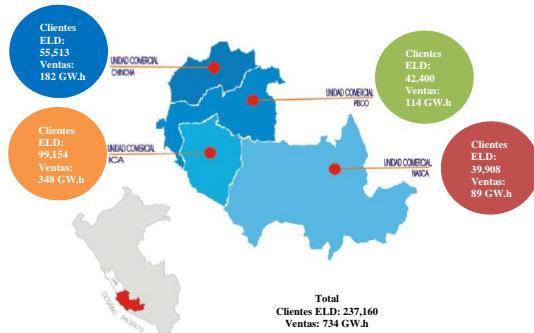 Clientes
ELD:
55,513
Ventas:
182 GW.h
UNIDAD COMERCIAL
CHINCHA
Clientes
ELD:
42,400
Ventas:
114 GW.h
UNIDAD COMERCIAL
PISCO
Clientes
ELD:
99,154
Ventas:
348 GW.h
UNIDAD COMERCIAL
ICA
Clientes
ELD:
39,908
Ventas:
89 GW.h
UNIDAD COMERCIAL
NASCA
OCEANO PACIFICO
Total
Clientes ELD: 237,160
Ventas: 734 GW.h